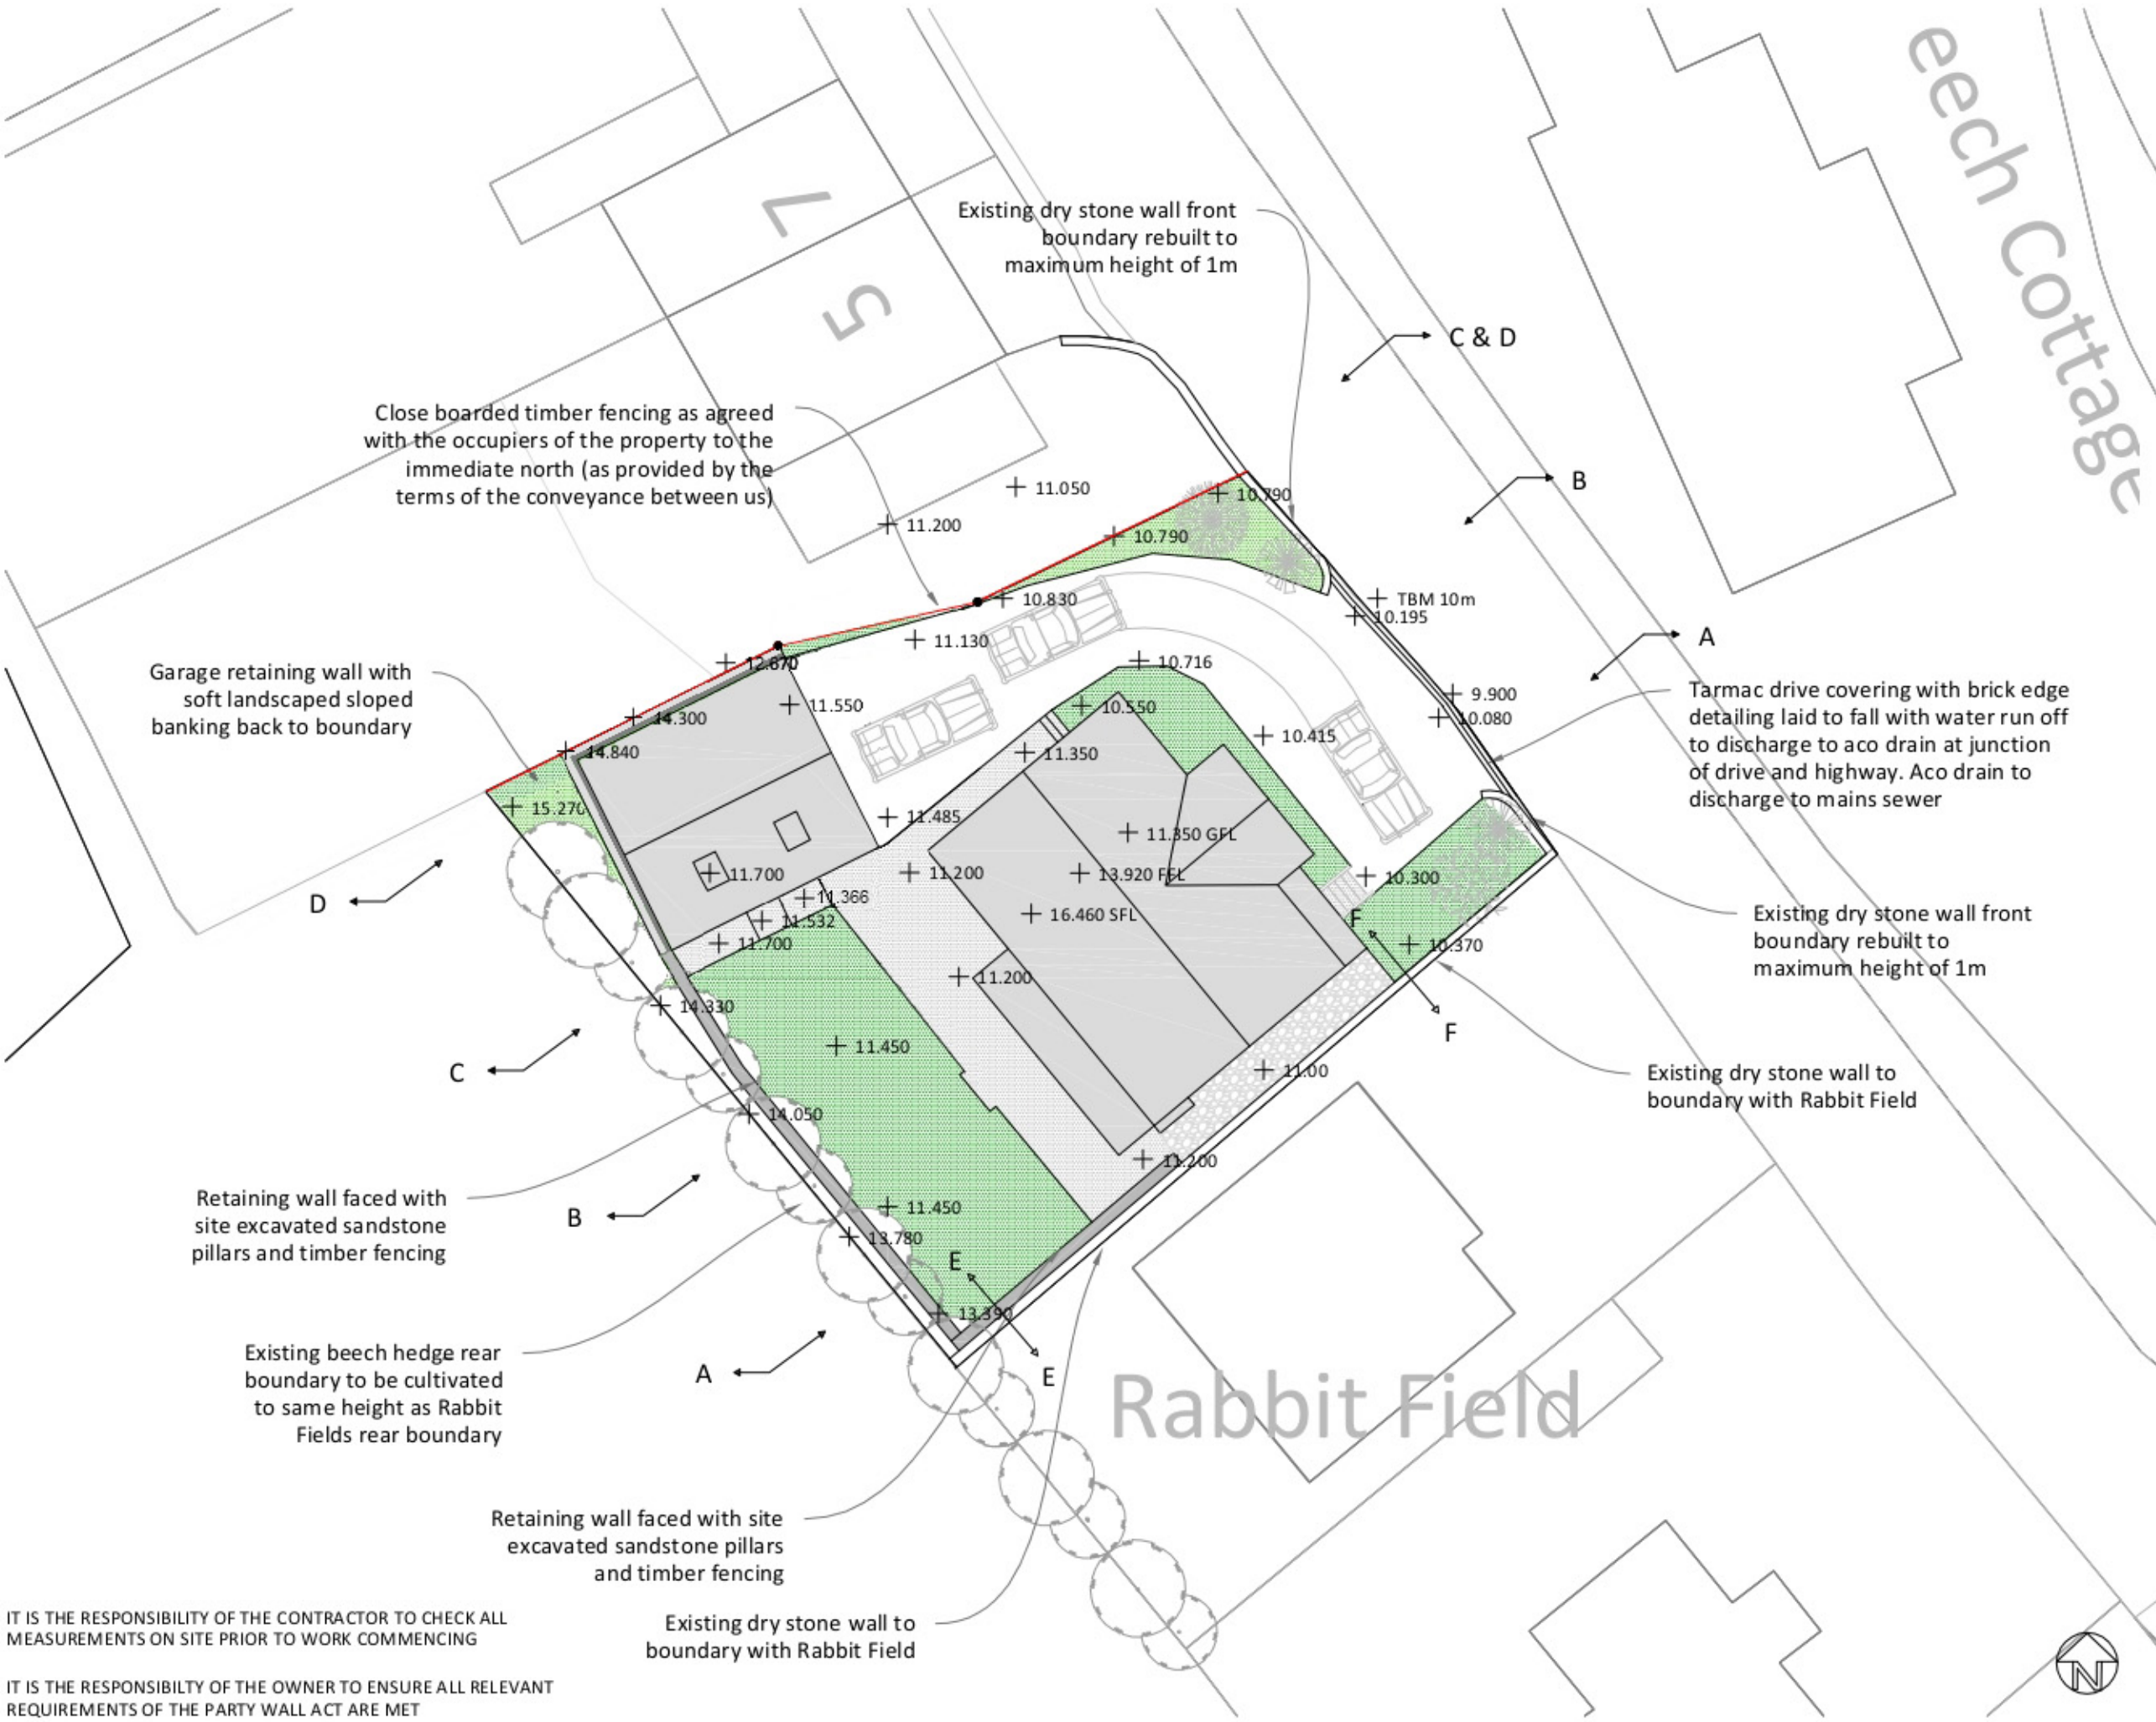 eech Cottage
7
5
Existing dry stone wall front
boundary rebuilt to
maximum height of 1m
C & D
B
A
Close boarded timber fencing as agreed
with the occupiers of the property to the
immediate north (as provided by the
terms of the conveyance between us)
11.050
11.200
10.790
10.790
10.830
11.130
TBM 10m
10.195
Garage retaining wall with
soft landscaped sloped
banking back to boundary
12.670
14.300
14.840
15.270
11.550
10.716
10.550
11.350
10.415
9.900
10.080
Tarmac drive covering with brick edge
detailing laid to fall with water run off
to discharge to aco drain at junction
of drive and highway. Aco drain to
discharge to mains sewer
11.485
11.350 GFL
11.700
11.200
13.920 FFL
10.300
11.366
11.532
11.700
16.460 SFL
F
10.370
11.200
Existing dry stone wall front
boundary rebuilt to
maximum height of 1m
D
14.330
11.450
F
C
11.00
Existing dry stone wall to
boundary with Rabbit Field
14.050
11.200
Retaining wall faced with
site excavated sandstone
pillars and timber fencing
B
11.450
13.780
E
13.390
Existing beech hedge rear
boundary to be cultivated
to same height as Rabbit
Fields rear boundary
A
E
Rabbit Field
Retaining wall faced with site
excavated sandstone pillars
and timber fencing
Existing dry stone wall to
boundary with Rabbit Field
IT IS THE RESPONSIBILITY OF THE CONTRACTOR TO CHECK ALL
MEASUREMENTS ON SITE PRIOR TO WORK COMMENCING
IT IS THE RESPONSIBILTY OF THE OWNER TO ENSURE ALL RELEVANT
REQUIREMENTS OF THE PARTY WALL ACT ARE MET
N